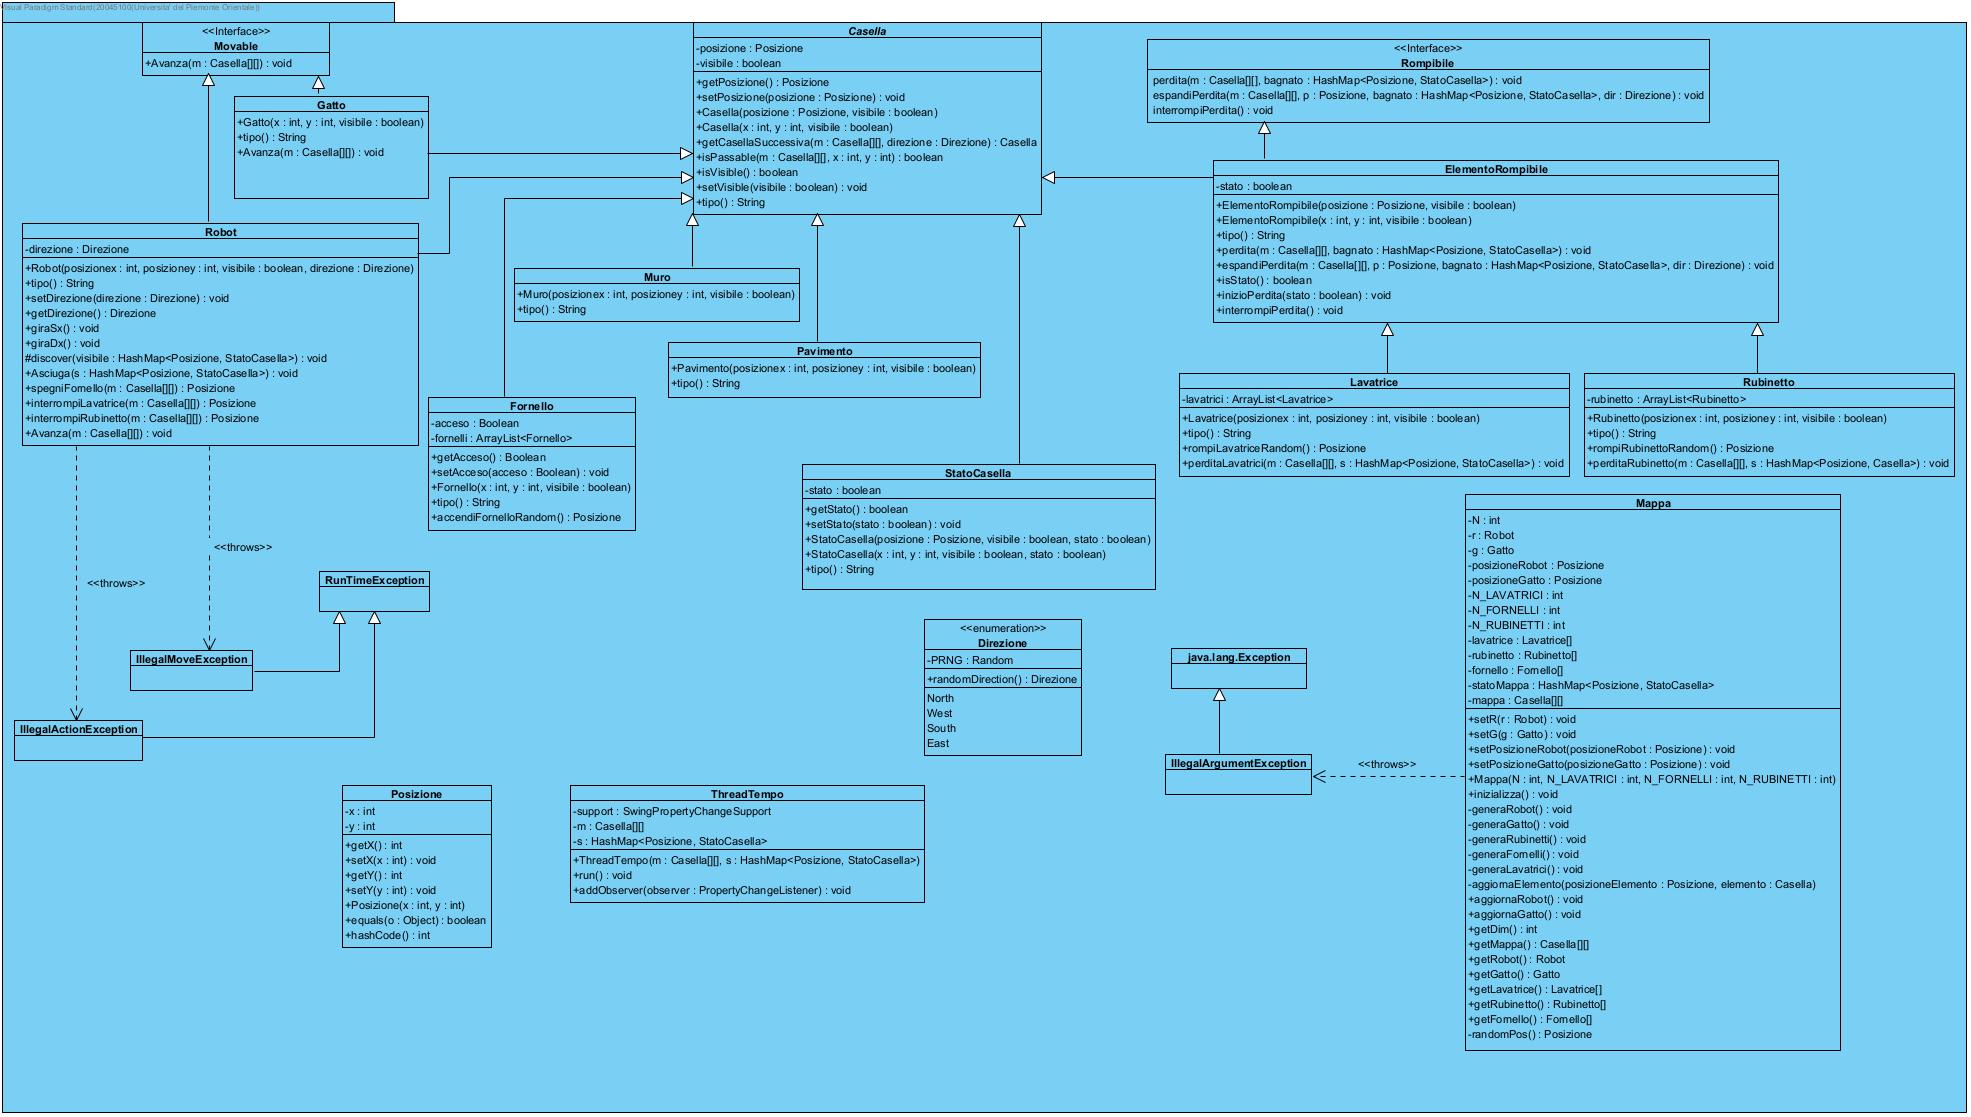 Visual Paradigm Standard(20045100(Universita' del Piemonte Orientale))
<<Interface>>
Movable
+Avanza(m : Casella[][]) : void
Gatto
+Gatto(x : int, y : int, visibile : boolean)
+tipo() : String
+Avanza(m : Casella[][]) : void
Robot
-direzione : Direzione
+Robot(posizionex : int, posizioney : int, visibile : boolean, direzione : Direzione)
+tipo() : String
+setDirezione(direzione : Direzione) : void
+getDirezione() : Direzione
+giraSx() : void
+giraDx() : void
#discover(visibile : HashMap<Posizione, StatoCasella>) : void
+Asciuga(s : HashMap<Posizione, StatoCasella>) : void
+spegniFornello(m : Casella[][]) : Posizione
+interrompiLavatrice(m : Casella[][]) : Posizione
+interrompiRubinetto(m : Casella[][]) : Posizione
+Avanza(m : Casella[][]) : void
Casella
-posizione : Posizione
-visibile : boolean
+getPosizione() : Posizione
+setPosizione(posizione : Posizione) : void
+Casella(posizione : Posizione, visibile : boolean)
+Casella(x : int, y : int, visibile : boolean)
+getCasellaSuccessiva(m : Casella[][], direzione : Direzione) : Casella
+isPassable(m : Casella[][], x : int, y : int) : boolean
+isVisible() : boolean
+setVisible(visibile : boolean) : void
+tipo() : String
<<Interface>>
Rompibile
perdita(m : Casella[][], bagnato : HashMap<Posizione, StatoCasella>) : void
espandiPerdita(m : Casella[][], p : Posizione, bagnato : HashMap<Posizione, StatoCasella>, dir : Direzione) : void
interrompiPerdita() : void
ElementoRompibile
-stato : boolean
+ElementoRompibile(posizione : Posizione, visibile : boolean)
+ElementoRompibile(x : int, y : int, visibile : boolean)
+tipo() : String
+perdita(m : Casella[][], bagnato : HashMap<Posizione, StatoCasella>) : void
+espandiPerdita(m : Casella[][], p : Posizione, bagnato : HashMap<Posizione, StatoCasella>, dir : Direzione) : void
+isStato() : boolean
+inizioPerdita(stato : boolean) : void
+interrompiPerdita() : void
Muro
+Muro(posizionex : int, posizioney : int, visibile : boolean)
+tipo() : String
Pavimento
+Pavimento(posizionex : int, posizioney : int, visibile : boolean)
+tipo() : String
Fornello
-acceso : Boolean
-fornelli : ArrayList<Fornello>
+getAcceso() : Boolean
+setAcceso(acceso : Boolean) : void
+Fornello(x : int, y : int, visibile : boolean)
+tipo() : String
+accendiFornelloRandom() : Posizione
StatoCasella
-stato : boolean
+getStato() : boolean
+setStato(stato : boolean) : void
+StatoCasella(posizione : Posizione, visibile : boolean, stato : boolean)
+StatoCasella(x : int, y : int, visibile : boolean, stato : boolean)
+tipo() : String
Lavatrice
-lavatrici : ArrayList<Lavatrice>
+Lavatrice(posizionex : int, posizioney : int, visibile : boolean)
+tipo() : String
+rompiLavatriceRandom() : Posizione
+perditaLavatrici(m : Casella[][], s : HashMap<Posizione, StatoCasella>) : void
Rubinetto
-rubinetto : ArrayList<Rubinetto>
+Rubinetto(posizionex : int, posizioney : int, visibile : boolean)
+tipo() : String
+rompiRubinettoRandom() : Posizione
+perditaRubinetto(m : Casella[][], s : HashMap<Posizione, Casella>) : void
<<throws>>
<<throws>>
RunTimeException
IllegalMoveException
IllegalActionException
<<enumeration>>
Direzione
-PRNG : Random
+randomDirection() : Direzione
North
West
South
East
java.lang.Exception
IllegalArgumentException
<<throws>>
Mappa
-N : int
-r : Robot
-g : Gatto
-posizioneRobot : Posizione
-posizioneGatto : Posizione
-N_LAVATRICI : int
-N_FORNELLI : int
-N_RUBINETTI : int
-lavatrice : Lavatrice[]
-rubinetto : Rubinetto[]
-fornello : Fornello[]
-statoMappa : HashMap<Posizione, StatoCasella>
-mappa : Casella[][]
+setR(r : Robot) : void
+setG(g : Gatto) : void
+setPosizioneRobot(posizioneRobot : Posizione) : void
+setPosizioneGatto(posizioneGatto : Posizione) : void
+Mappa(N : int, N_LAVATRICI : int, N_FORNELLI : int, N_RUBINETTI : int)
+inizializza() : void
-generaRobot() : void
-generaGatto() : void
-generaRubinetti() : void
-generaFornelli() : void
-generaLavatrici() : void
-aggiornaElemento(posizioneElemento : Posizione, elemento : Casella)
+aggiornaRobot() : void
+aggiornaGatto() : void
+getDim() : int
+getMappa() : Casella[][]
+getRobot() : Robot
+getGatto() : Gatto
+getLavatrice() : Lavatrice[]
+getRubinetto() : Rubinetto[]
+getFornello() : Fornello[]
-randomPos() : Posizione
Posizione
-x : int
-y : int
+getX() : int
+setX(x : int) : void
+getY() : int
+setY(y : int) : void
+Posizione(x : int, y : int)
+equals(o : Object) : boolean
+hashCode() : int
ThreadTempo
-support : SwingPropertyChangeSupport
-m : Casella[][]
-s : HashMap<Posizione, StatoCasella>
+ThreadTempo(m : Casella[][], s : HashMap<Posizione, StatoCasella>)
+run() : void
+addObserver(observer : PropertyChangeListener) : void